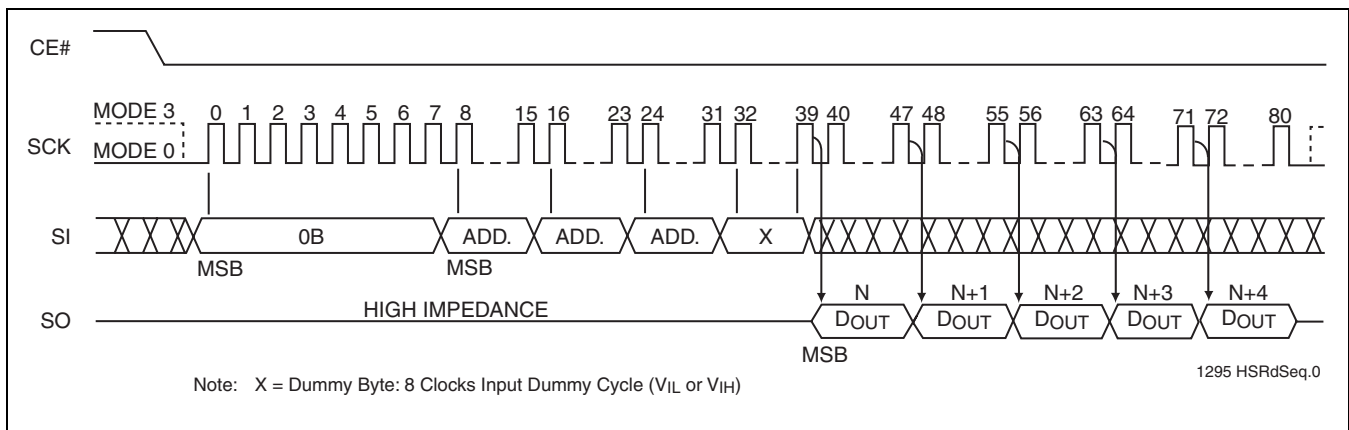 CE#
MODE 3
0 1 2 3 4 5 6 7 8 15 16 23 24 31 32 39 40 47 48 55 56 63 64 71 72 80
SCK
MODE 0
SI
0B ADD. ADD. ADD. X
MSB MSB
N N+1 N+2 N+3 N+4
SO
HIGH IMPEDANCE
DOUT DOUT DOUT DOUT DOUT
MSB
1295 HSRdSeq.0
Note: X = Dummy Byte: 8 Clocks Input Dummy Cycle (VIL or VIH)